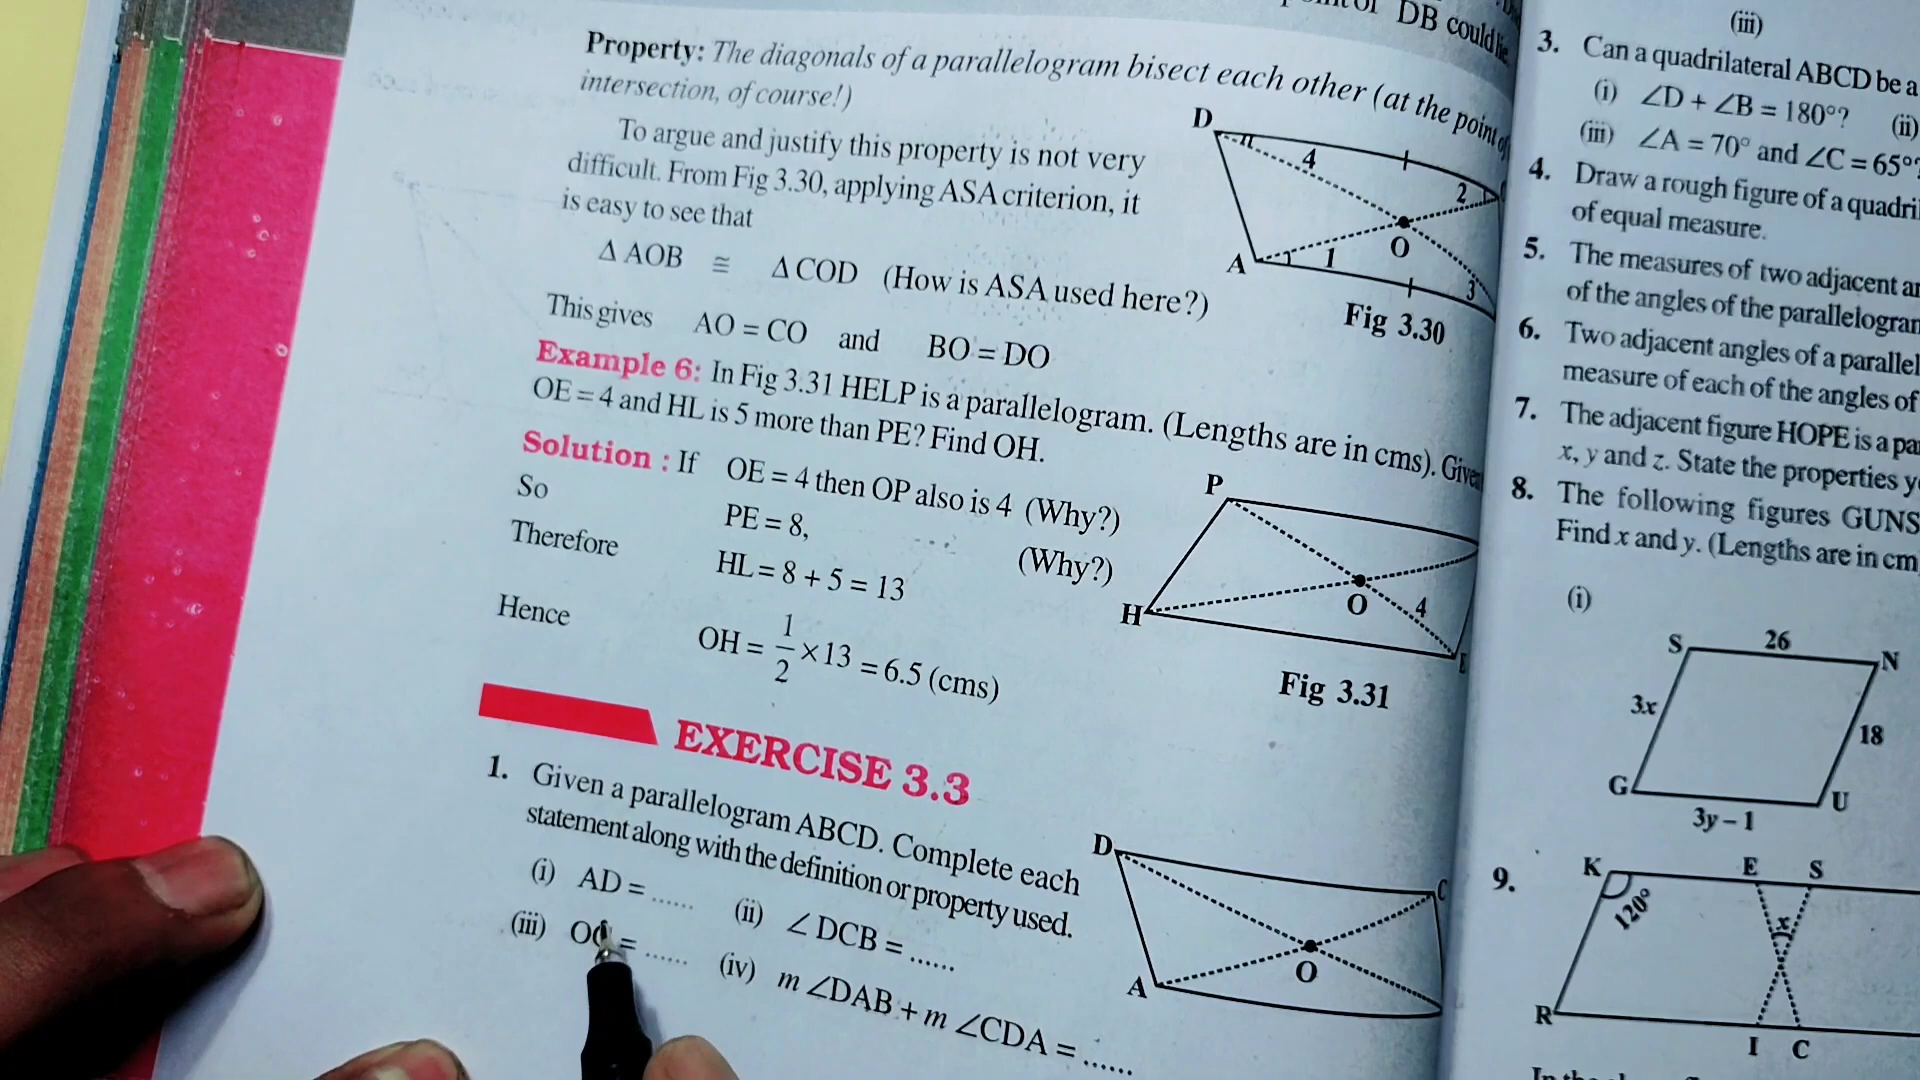 point of DB could lie
Property: The diagonals of a parallelogram bisect each other (at the point of
intersection, of course!)
To argue and justify this property is not very
difficult. From Fig 3.30, applying ASA criterion, it
is easy to see that
Δ AOB ≅ Δ COD (How is ASA used here?)
This gives AO = CO and BO = DO
D
4
2
O
A
1
3
Fig 3.30
Example 6: In Fig 3.31 HELP is a parallelogram. (Lengths are in cms). Given
OE = 4 and HL is 5 more than PE? Find OH.
Solution : If OE = 4 then OP also is 4 (Why?)
So PE = 8, (Why?)
Therefore HL = 8 + 5 = 13
Hence OH = 1/2 × 13 = 6.5 (cms)
P
O
4
H
E
Fig 3.31
EXERCISE 3.3
1. Given a parallelogram ABCD. Complete each
statement along with the definition or property used.
(i) AD = ...... (ii) ∠ DCB = ......
(iii) OC = ...... (iv) m ∠DAB + m ∠CDA = ......
D
C
O
A
(iii)
3. Can a quadrilateral ABCD be a
(i) ∠D + ∠B = 180°? (ii)
(iii) ∠A = 70° and ∠C = 65°?
4. Draw a rough figure of a quadri
of equal measure.
5. The measures of two adjacent an
of the angles of the parallelogram
6. Two adjacent angles of a parallel
measure of each of the angles of
7. The adjacent figure HOPE is a pa
x, y and z. State the properties y
8. The following figures GUNS
Find x and y. (Lengths are in cm
(i)
S 26 N
3x 18
G U
3y – 1
9.
K E S
120° x
R I C